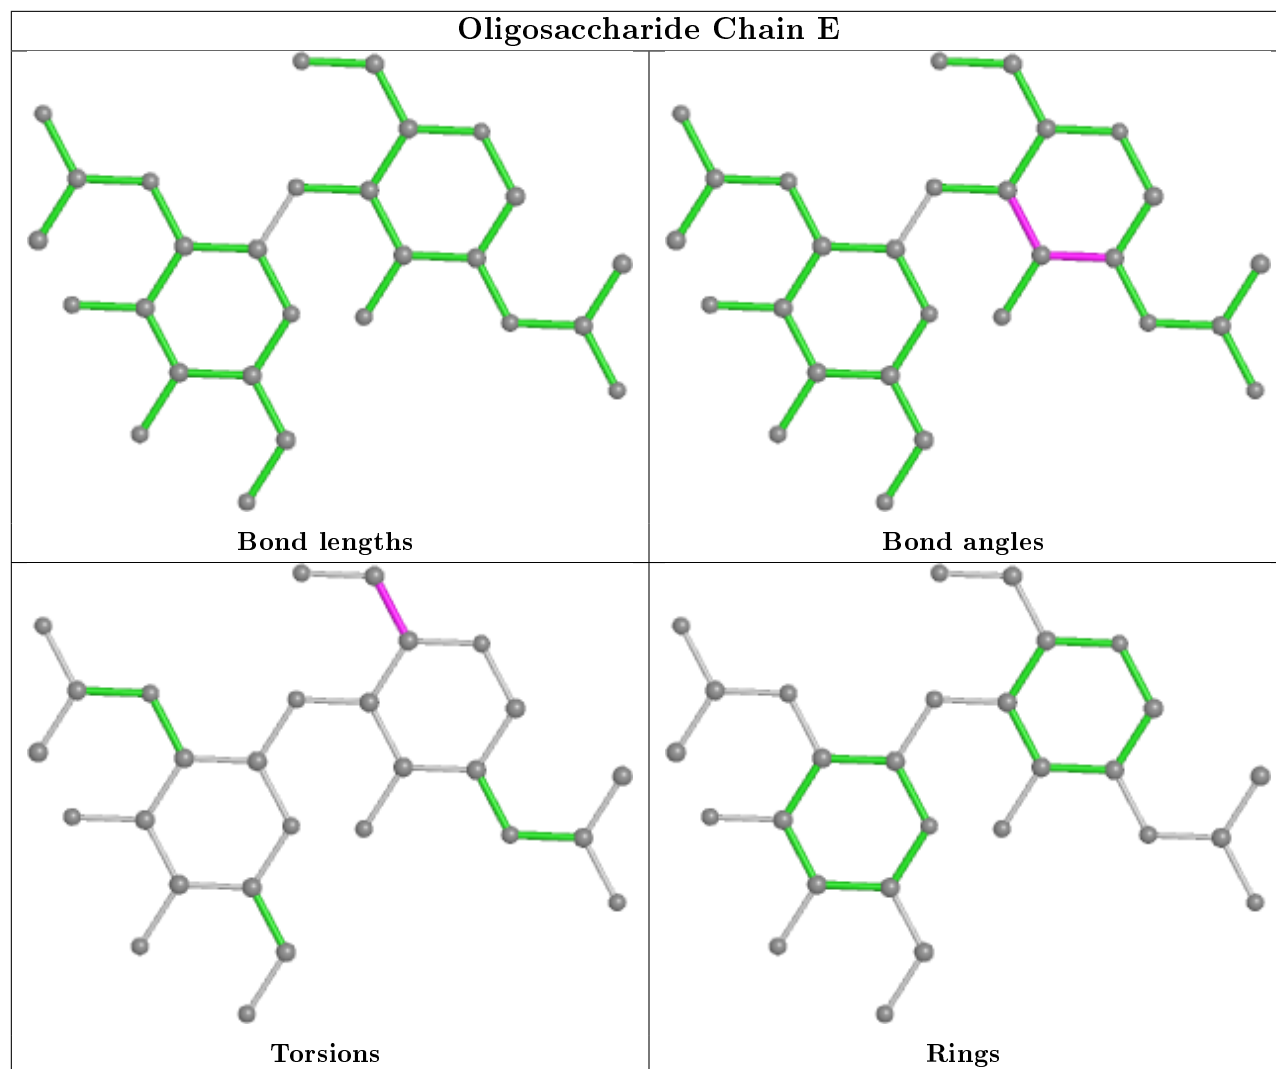 Oligosaccharide Chain E
Bond lengths
Bond angles
Torsions
Rings